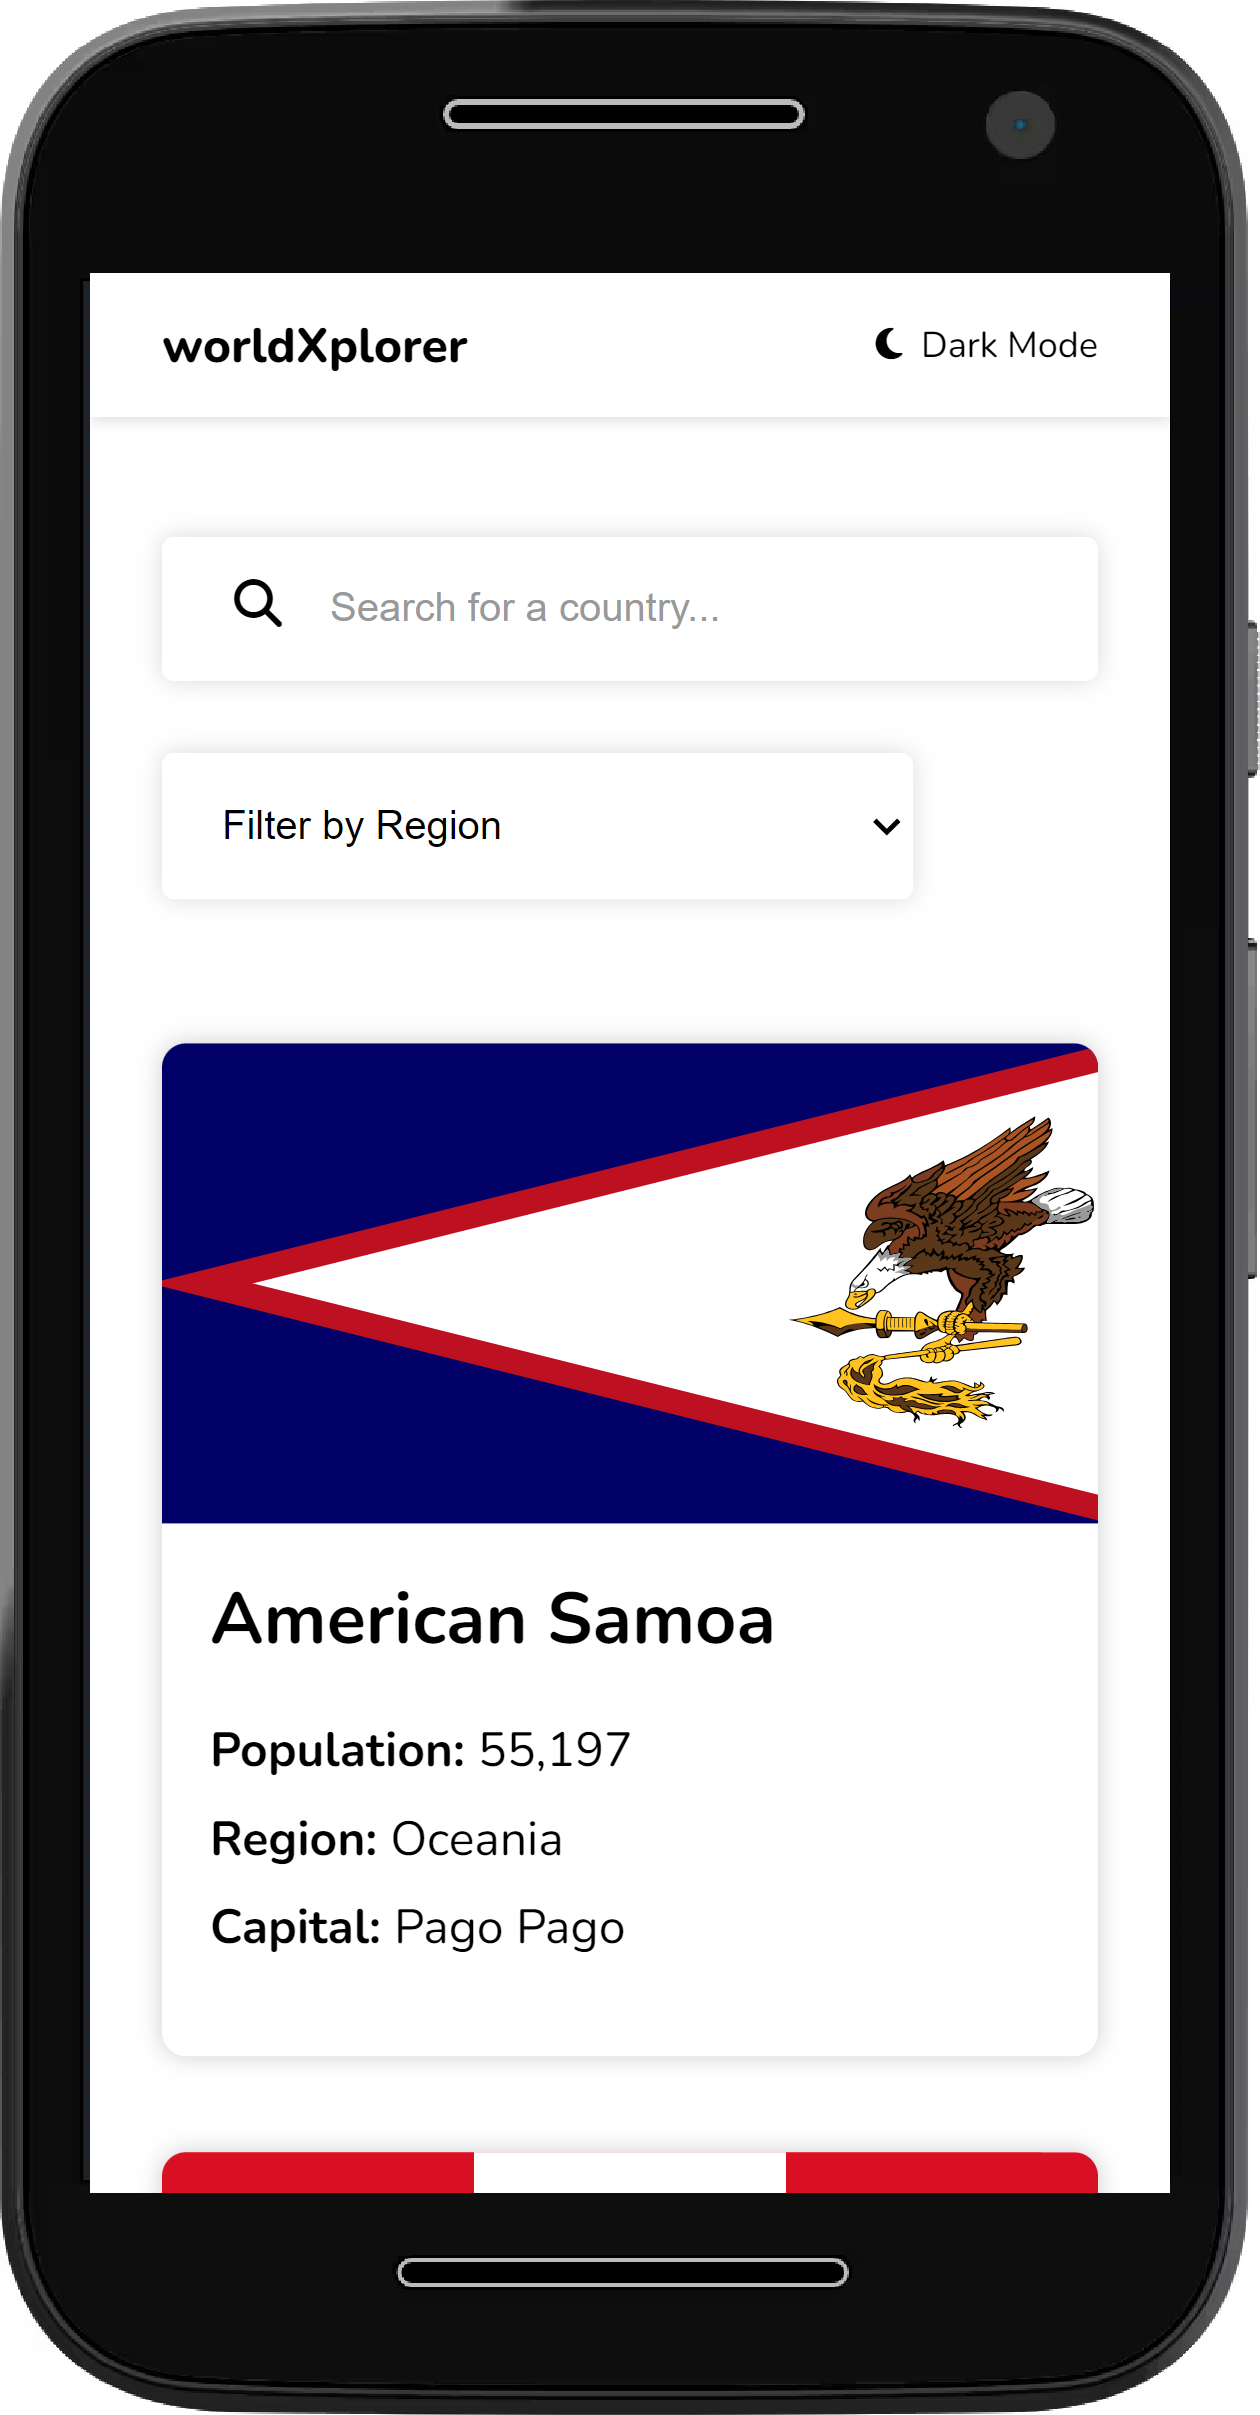 worldXplorer
Dark Mode
Search for a country...
Filter by Region
American Samoa
Population: 55,197
Region: Oceania
Capital: Pago Pago